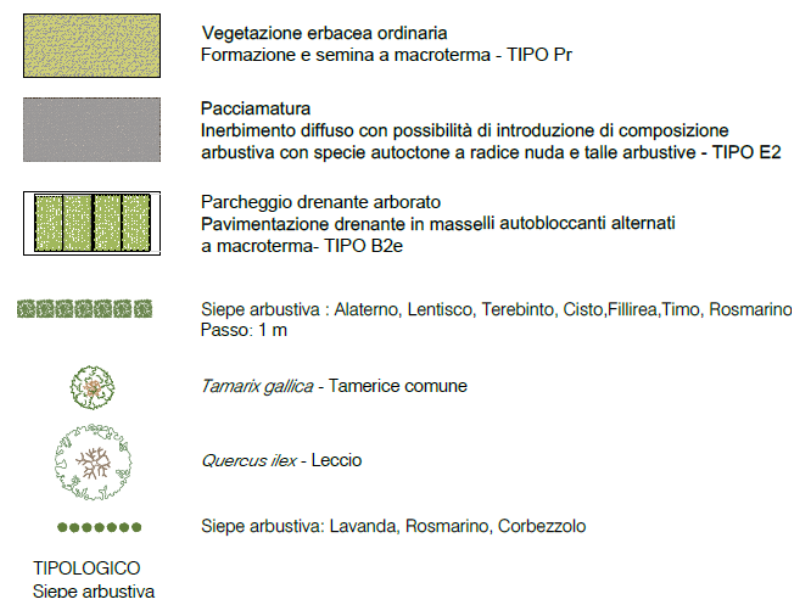 Vegetazione erbacea ordinaria
Formazione e semina a macroterma - TIPO Pr
Pacciamatura
Inerbimento diffuso con possibilità di introduzione di composizione
arbustiva con specie autoctone a radice nuda e talle arbustive - TIPO E2
Parcheggio drenante arborato
Pavimentazione drenante in masselli autobloccanti alternati
a macroterma- TIPO B2e
Siepe arbustiva : Alaterno, Lentisco, Terebinto, Cisto,Fillirea,Timo, Rosmarino
Passo: 1 m
Tamarix gallica - Tamerice comune
Quercus ilex - Leccio
Siepe arbustiva: Lavanda, Rosmarino, Corbezzolo
TIPOLOGICO
Siepe arbustiva